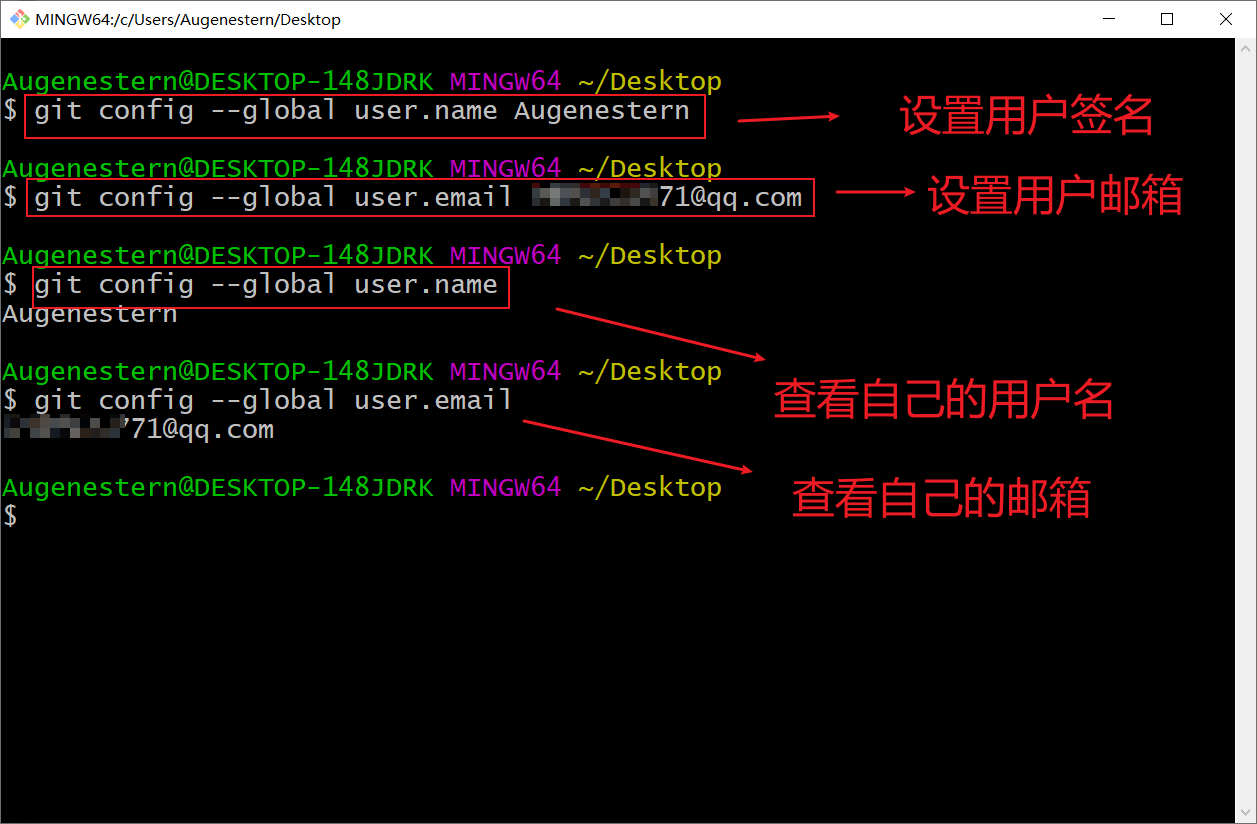 MINGW64:/c/Users/Augenestern/Desktop
Augenestern@DESKTOP-148JDRK MINGW64 ~/Desktop
$ git config --global user.name Augenestern
设置用户签名
Augenestern@DESKTOP-148JDRK MINGW64 ~/Desktop
$ git config --global user.email 71@qq.com
设置用户邮箱
Augenestern@DESKTOP-148JDRK MINGW64 ~/Desktop
$ git config --global user.name
Augenestern
Augenestern@DESKTOP-148JDRK MINGW64 ~/Desktop
查看自己的用户名
$ git config --global user.email
71@qq.com
Augenestern@DESKTOP-148JDRK MINGW64 ~/Desktop
查看自己的邮箱
$